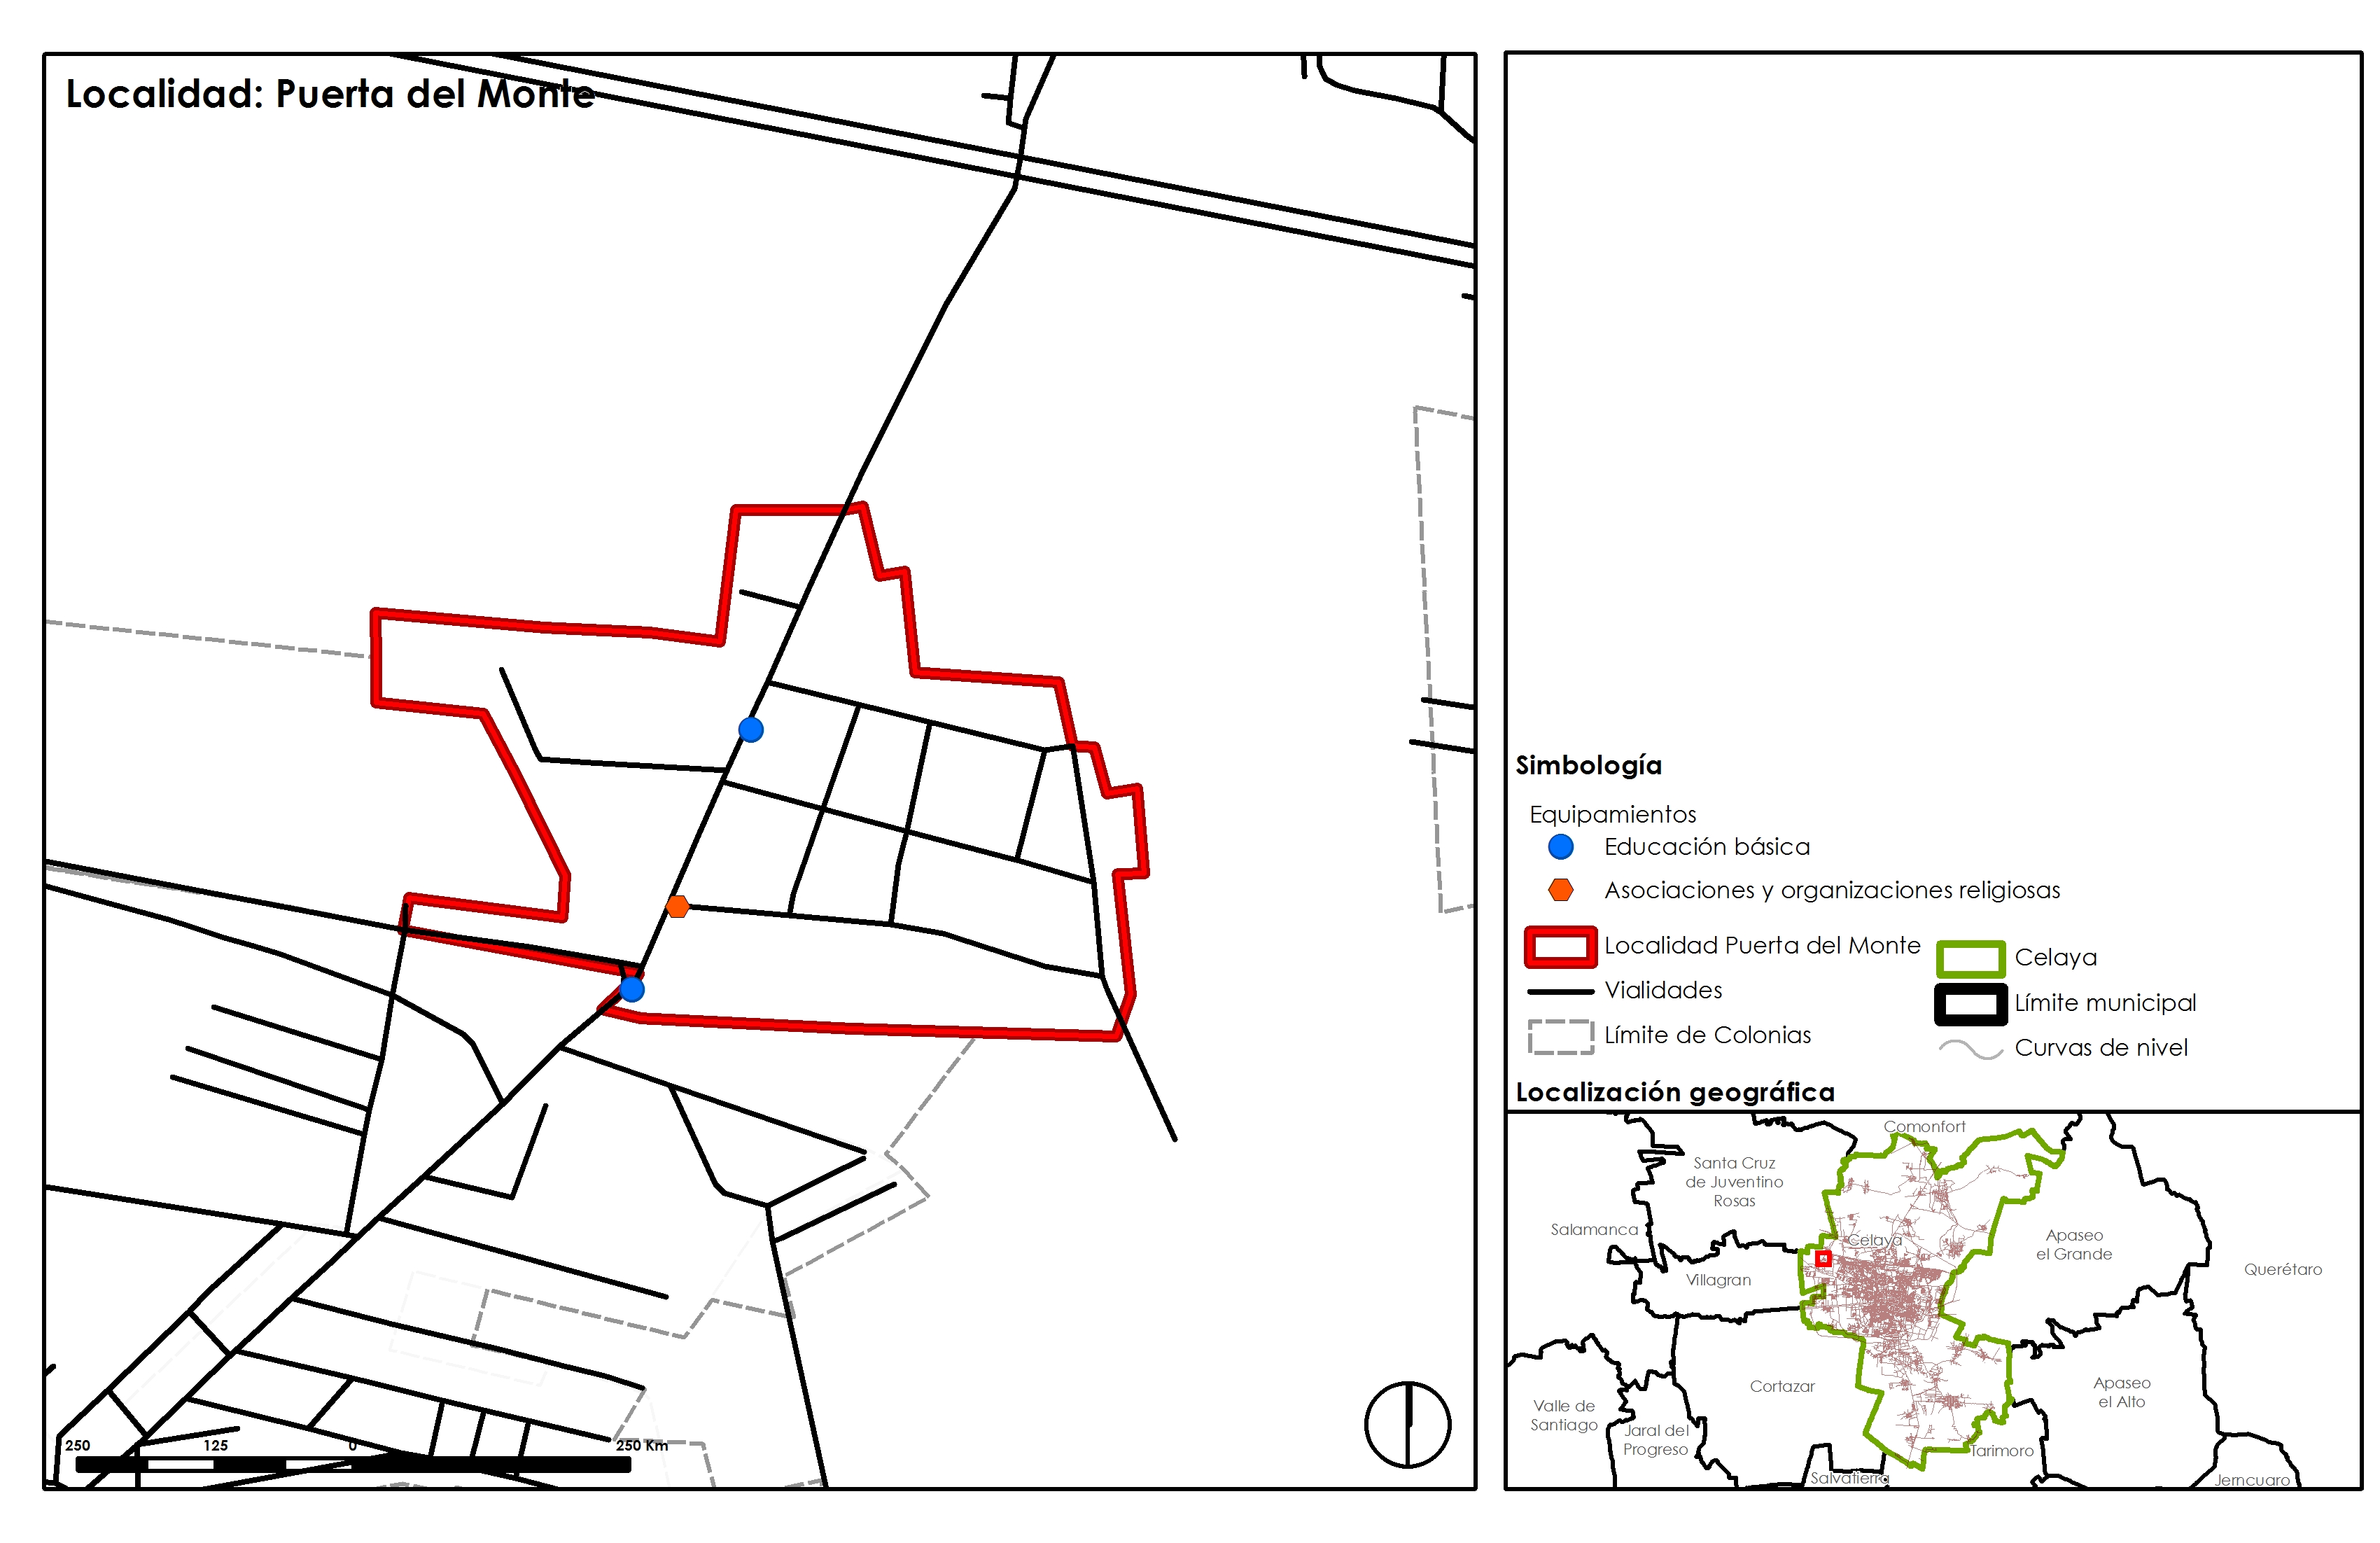 Localidad: Puerta del Monte
250 125 0 250 Km
Simbología
Equipamientos
Educación básica
Asociaciones y organizaciones religiosas
Localidad Puerta del Monte
Vialidades
Límite de Colonias
Celaya
Límite municipal
Curvas de nivel
Localización geográfica
Comonfort
Santa Cruz
de Juventino
Rosas
Salamanca
Celaya
Apaseo
el Grande
Querétaro
Villagran
Cortazar
Apaseo
el Alto
Valle de
Santiago
Jaral del
Progreso
Tarimoro
Salvatierra
Jerncuaro